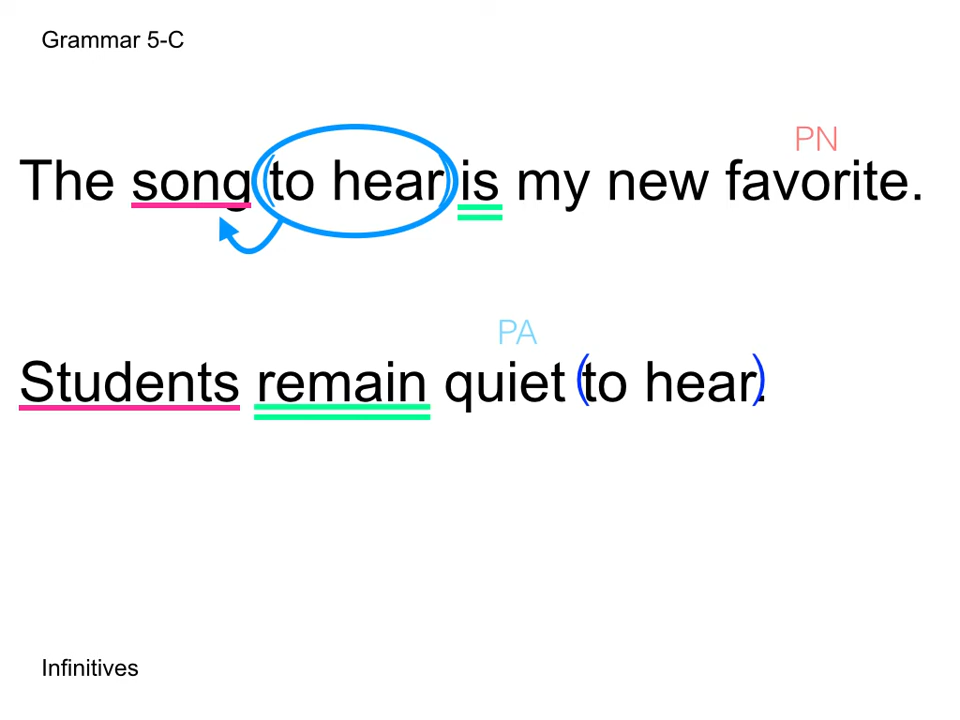 Grammar 5-C
PN
The song (to hear) is my new favorite.
PA
Students remain quiet (to hear).
Infinitives